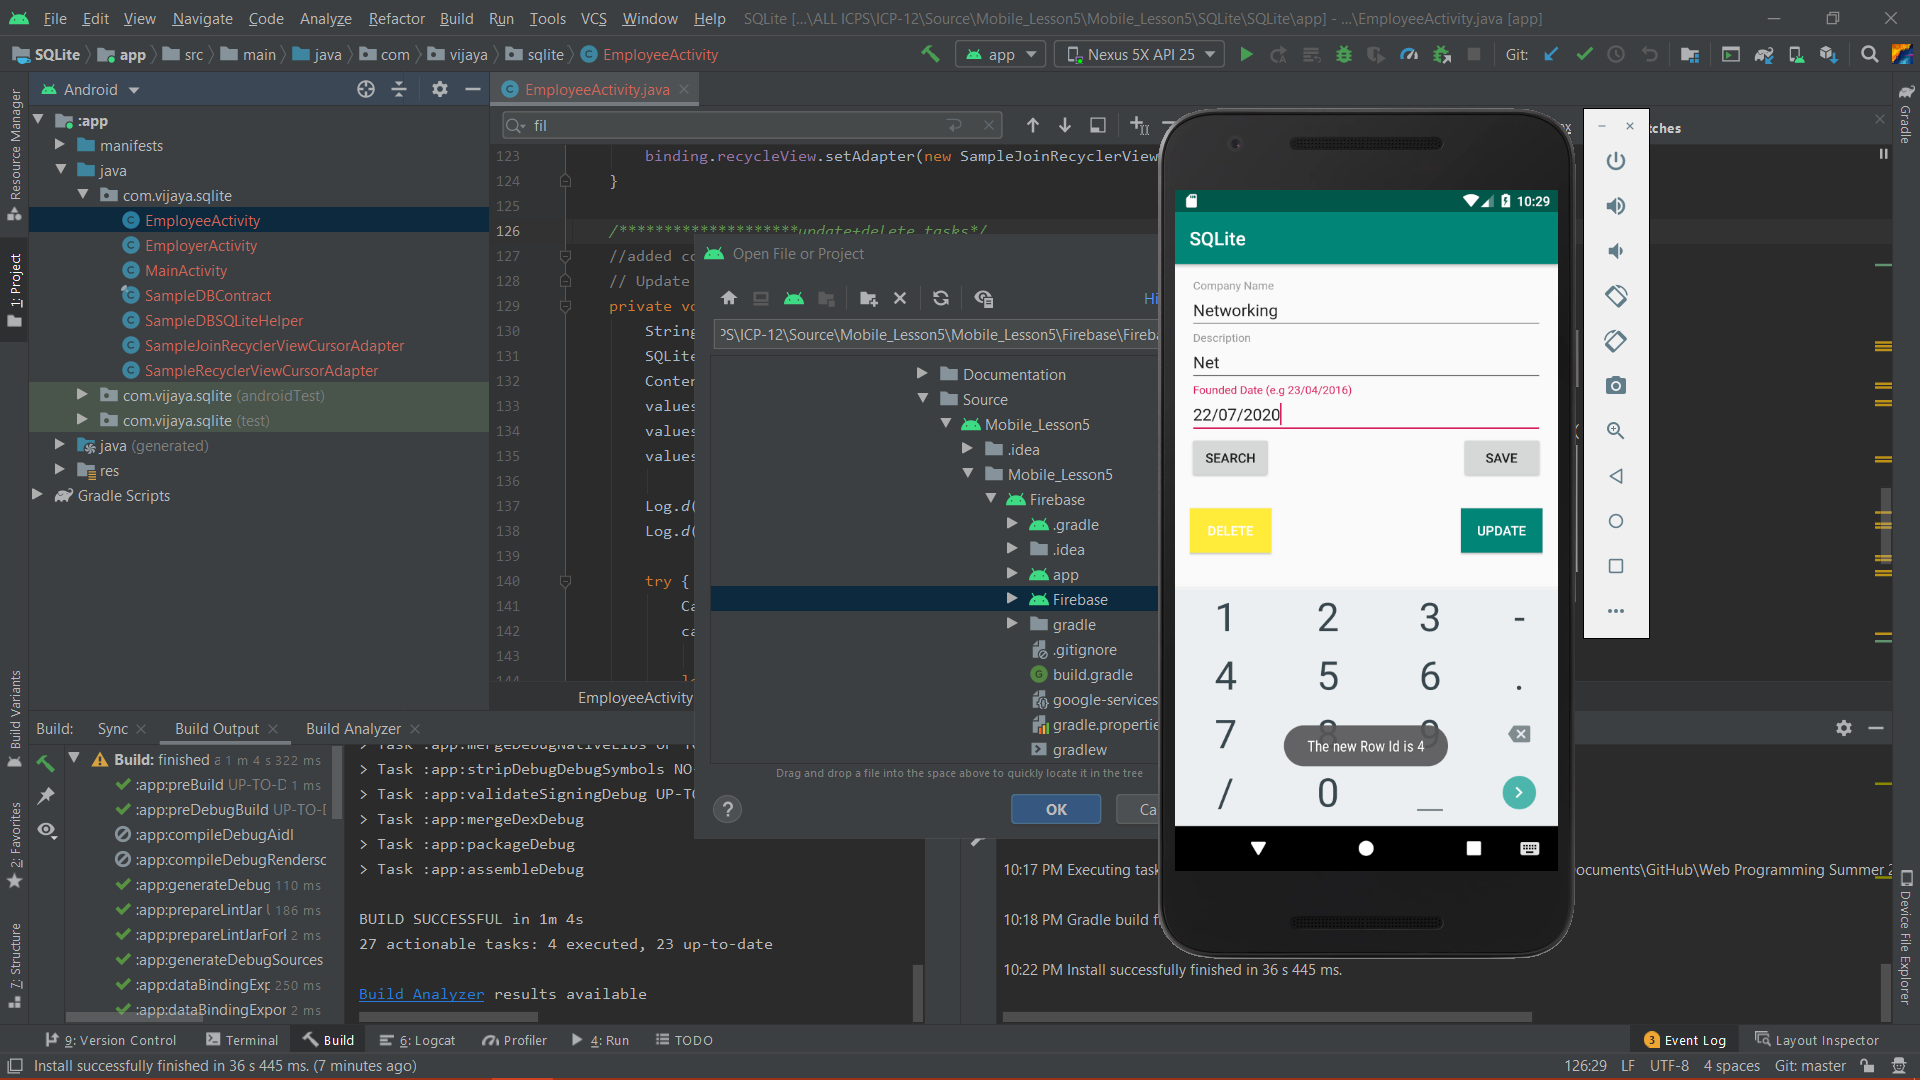 File Edit View Navigate Code Analyze Refactor Build Run Tools VCS Window Help SQLite [...\ALL ICPS\ICP-12\Source\Mobile_Lesson5\Mobile_Lesson5\SQLite\SQLite\app] - ...\EmployeeActivity.java [app]
SQLite app src main java com vijaya sqlite EmployeeActivity app Nexus 5X API 25 Git:
Android
EmployeeActivity.java
Resource Manager
1: Project
Build Variants
2: Favorites
7: Structure
:app
manifests
java
com.vijaya.sqlite
EmployeeActivity
EmployerActivity
MainActivity
SampleDBContract
SampleDBSQLiteHelper
SampleJoinRecyclerViewCursorAdapter
SampleRecyclerViewCursorAdapter
com.vijaya.sqlite (androidTest)
com.vijaya.sqlite (test)
java (generated)
res
Gradle Scripts
fil
123 binding.recycleView.setAdapter(new SampleJoinRecyclerView
124 }
125
126 /********************update+delete tasks*/
127 //added co
128 // Update
129 private vo
130 String
131 SQLite
132 Conten
133 values
134 values
135 values
136
137 Log.d(
138 Log.d(
139
140 try {
141 Ca
142 ca
143
144
EmployeeActivity
Open File or Project
Hi
PS\ICP-12\Source\Mobile_Lesson5\Mobile_Lesson5\Firebase\Fireba
Documentation
Source
Mobile_Lesson5
.idea
Mobile_Lesson5
Firebase
.gradle
.idea
app
Firebase
gradle
.gitignore
build.gradle
google-services
gradle.propertie
gradlew
Drag and drop a file into the space above to quickly locate it in the tree
? OK Ca
tches
10:29
SQLite
Company Name
Networking
Description
Net
Founded Date (e.g 23/04/2016)
22/07/2020
SEARCH SAVE
DELETE UPDATE
1 2 3 -
4 5 6 .
7 8 9
The new Row Id is 4
/ 0 _
Gradle
Device File Explorer
Build: Sync Build Output Build Analyzer
Build: finished a 1 m 4 s 322 ms
:app:preBuild UP-TO-D 1 ms
:app:preDebugBuild UP-TO-D
:app:compileDebugAidl
:app:compileDebugRendersc
:app:generateDebug 110 ms
:app:prepareLintJar U 186 ms
:app:prepareLintJarForI 2 ms
:app:generateDebugSources
:app:dataBindingExp 250 ms
:app:dataBindingExpor 2 ms
> Task :app:mergeDebugNativeLibs UP-TO
> Task :app:stripDebugDebugSymbols NO-
> Task :app:validateSigningDebug UP-TO
> Task :app:mergeDexDebug
> Task :app:packageDebug
> Task :app:assembleDebug
BUILD SUCCESSFUL in 1m 4s
27 actionable tasks: 4 executed, 23 up-to-date
Build Analyzer results available
10:17 PM Executing task ocuments\GitHub\Web Programming Summer 2
10:18 PM Gradle build f
10:22 PM Install successfully finished in 36 s 445 ms.
9: Version Control Terminal Build 6: Logcat Profiler 4: Run TODO 3 Event Log Layout Inspector
Install successfully finished in 36 s 445 ms. (7 minutes ago) 126:29 LF UTF-8 4 spaces Git: master